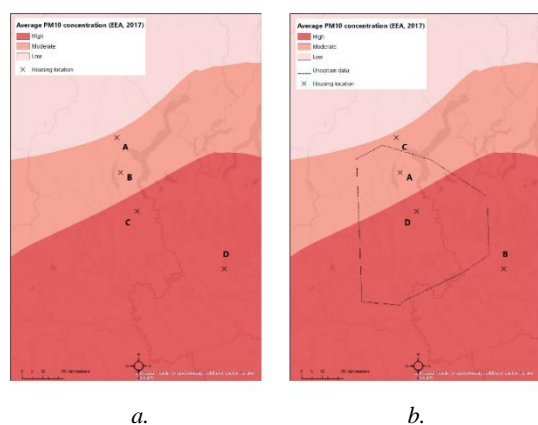 Average PM10 concentration (EEA, 2017)
High
Moderate
Low
Housing location
A
B
C
D
N
a.
Average PM10 concentration (EEA, 2017)
High
Moderate
Low
Uncertain data
Housing location
C
A
D
B
N
b.